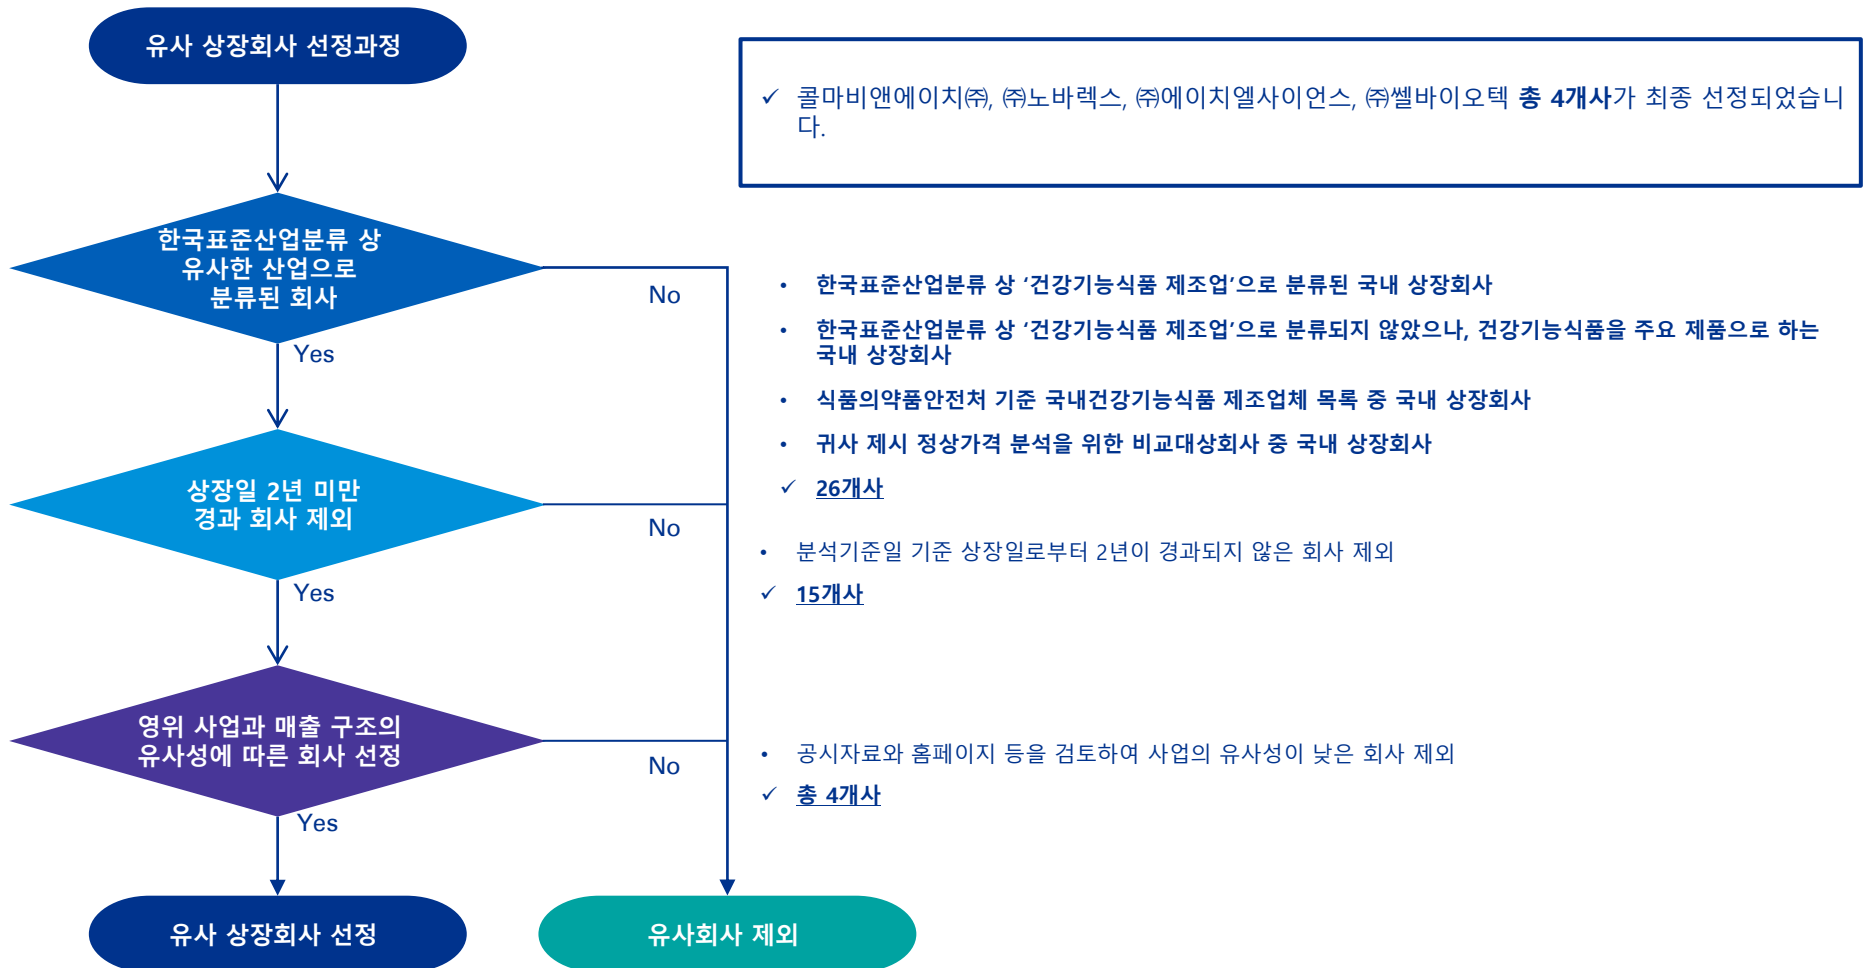 유사 상장회사 선정과정
✓ 콜마비앤에이치㈜, ㈜노바렉스, ㈜에이치엘사이언스, ㈜쎌바이오텍 총 4개사가 최종 선정되었습니
다.
한국표준산업분류 상
유사한 산업으로
분류된 회사
No
Yes
• 한국표준산업분류 상 ‘건강기능식품 제조업’으로 분류된 국내 상장회사
• 한국표준산업분류 상 ‘건강기능식품 제조업’으로 분류되지 않았으나, 건강기능식품을 주요 제품으로 하는
국내 상장회사
• 식품의약품안전처 기준 국내건강기능식품 제조업체 목록 중 국내 상장회사
• 귀사 제시 정상가격 분석을 위한 비교대상회사 중 국내 상장회사
✓ 26개사
상장일 2년 미만
경과 회사 제외
No
Yes
• 분석기준일 기준 상장일로부터 2년이 경과되지 않은 회사 제외
✓ 15개사
영위 사업과 매출 구조의
유사성에 따른 회사 선정
No
Yes
• 공시자료와 홈페이지 등을 검토하여 사업의 유사성이 낮은 회사 제외
✓ 총 4개사
유사 상장회사 선정
유사회사 제외